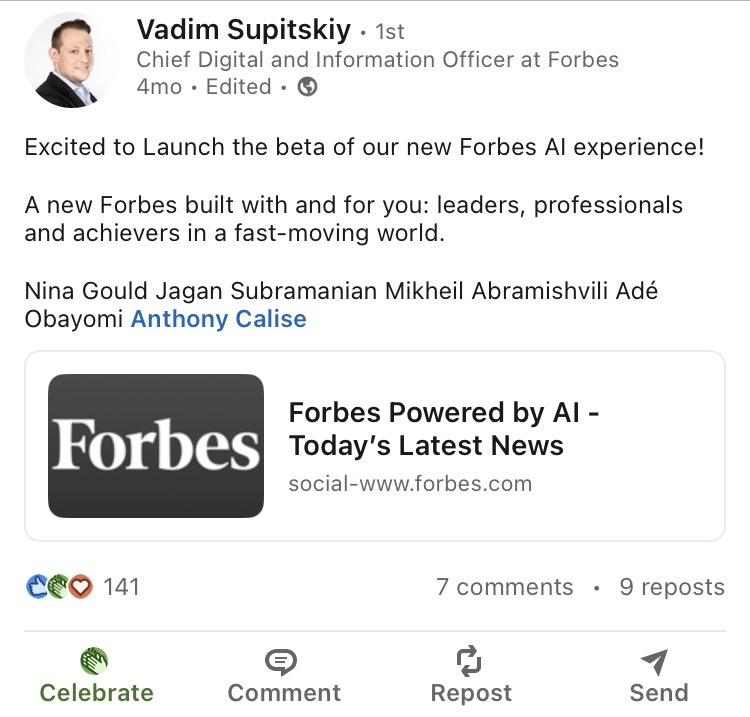 Vadim Supitskiy • 1st
Chief Digital and Information Officer at Forbes
4mo • Edited •
Excited to Launch the beta of our new Forbes AI experience!
A new Forbes built with and for you: leaders, professionals
and achievers in a fast-moving world.
Nina Gould Jagan Subramanian Mikheil Abramishvili Adé
Obayomi Anthony Calise
Forbes
Forbes Powered by AI -
Today’s Latest News
social-www.forbes.com
141
7 comments • 9 reposts
Celebrate
Comment
Repost
Send